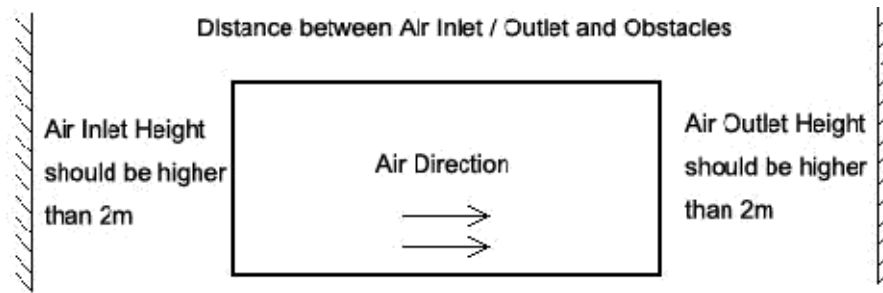 Distance between Air Inlet / Outlet and Obstacles
Air Inlet Height
should be higher
than 2m
Air Direction
Air Outlet Height
should be higher
than 2m